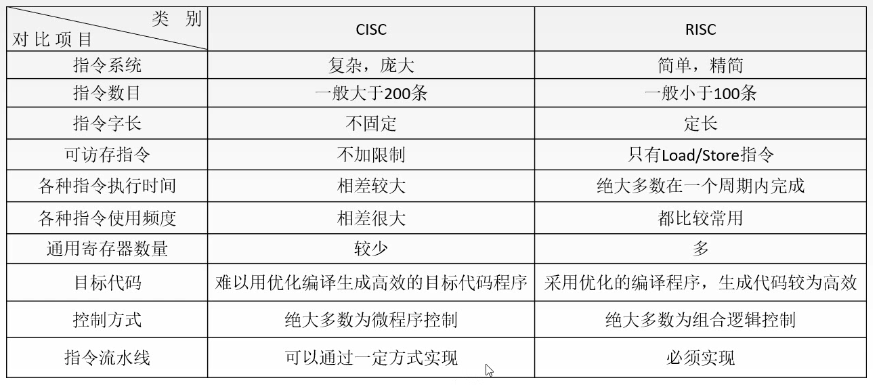 类 别 CISC RISC
对比项目
指令系统 复杂，庞大 简单，精简
指令数目 一般大于200条 一般小于100条
指令字长 不固定 定长
可访存指令 不加限制 只有Load/Store指令
各种指令执行时间 相差较大 绝大多数在一个周期内完成
各种指令使用频度 相差很大 都比较常用
通用寄存器数量 较少 多
目标代码 难以用优化编译生成高效的目标代码程序 采用优化的编译程序，生成代码较为高效
控制方式 绝大多数为微程序控制 绝大多数为组合逻辑控制
指令流水线 可以通过一定方式实现 必须实现